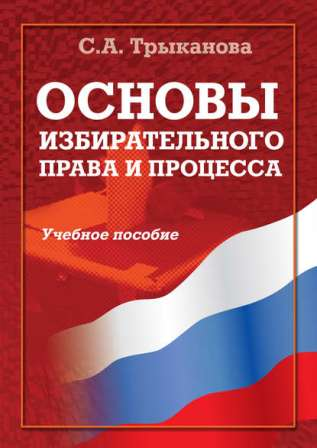 С.А. Трыканова
ОСНОВЫ
ИЗБИРАТЕЛЬНОГО
ПРАВА И ПРОЦЕССА
Учебное пособие